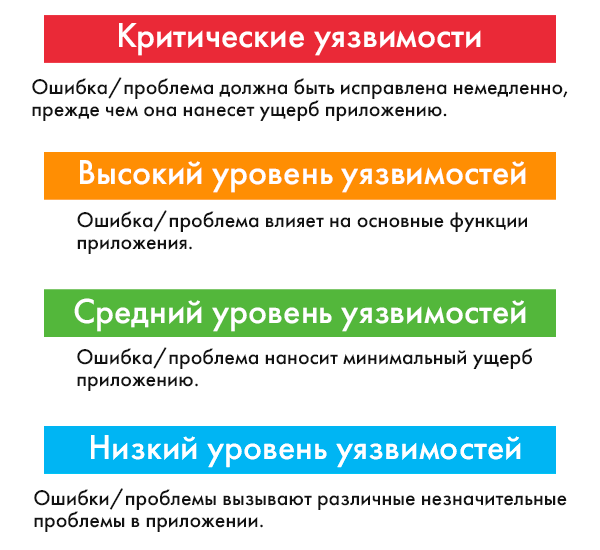 Критические уязвимости
Ошибка/проблема должна быть исправлена немедленно,
прежде чем она нанесет ущерб приложению.
Высокий уровень уязвимостей
Ошибка/проблема влияет на основные функции
приложения.
Средний уровень уязвимостей
Ошибка/проблема наносит минимальный ущерб
приложению.
Низкий уровень уязвимостей
Ошибки/проблемы вызывают различные незначительные
проблемы в приложении.